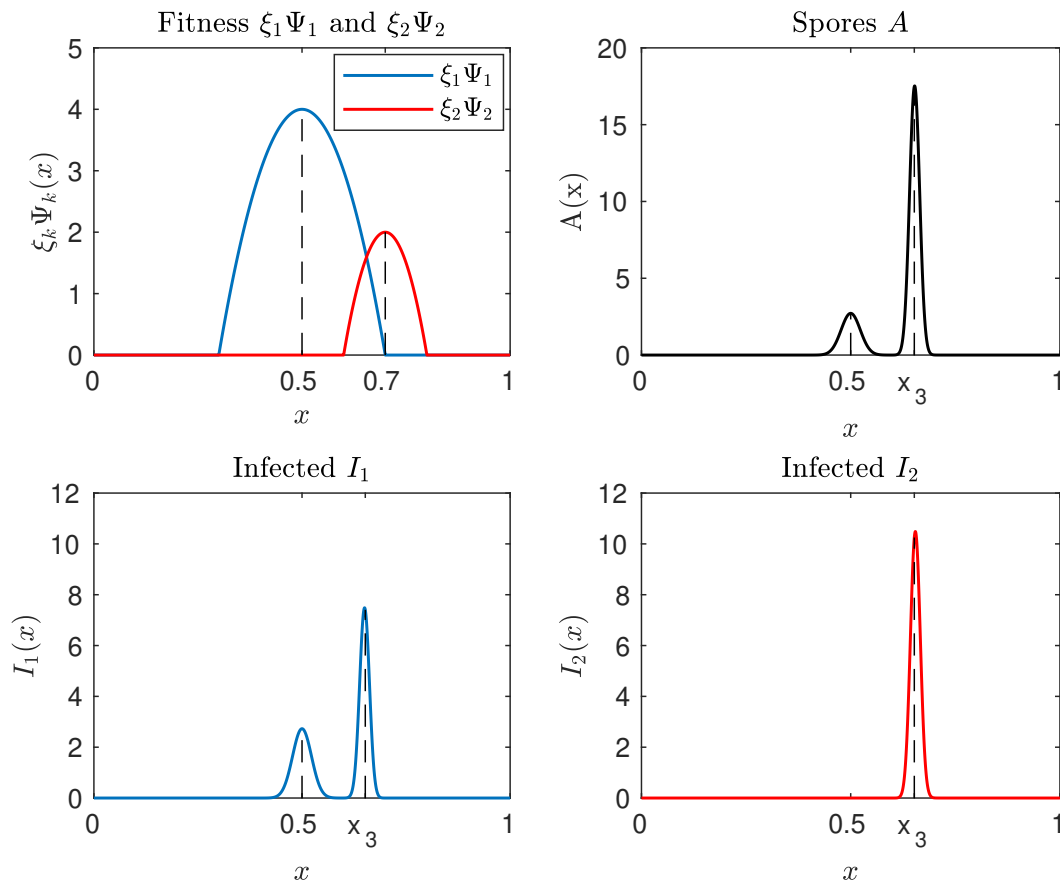 Fitness ξ₁Ψ₁ and ξ₂Ψ₂
5
4
3
2
1
0
ξₖΨₖ(x)
ξ₁Ψ₁
ξ₂Ψ₂
0 0.5 0.7 1
x
Spores A
20
15
10
5
0
A(x)
0 0.5 x₃ 1
x
Infected I₁
12
10
8
6
4
2
0
I₁(x)
0 0.5 x₃ 1
x
Infected I₂
12
10
8
6
4
2
0
I₂(x)
0 0.5 x₃ 1
x